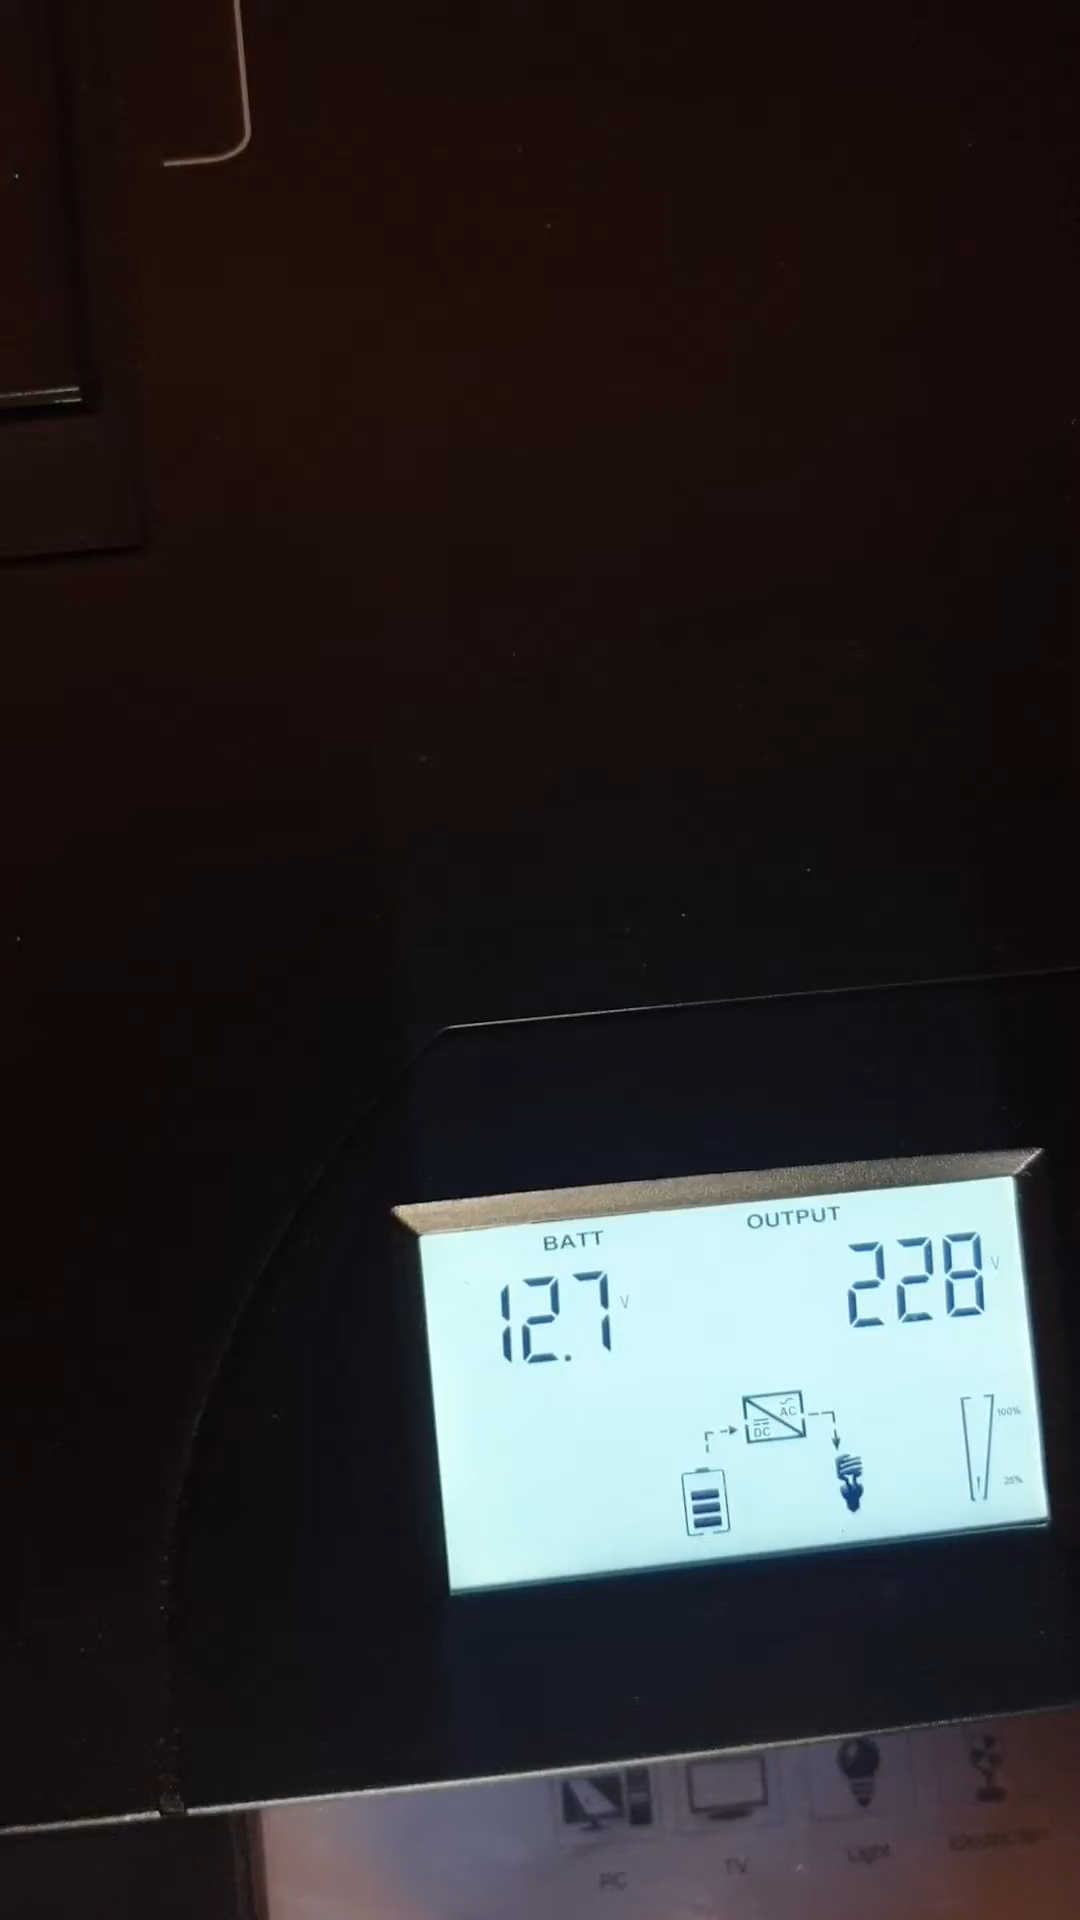 BATT
12.7 V
OUTPUT
228 V
AC
DC
100%
25%
PC
TV
Light